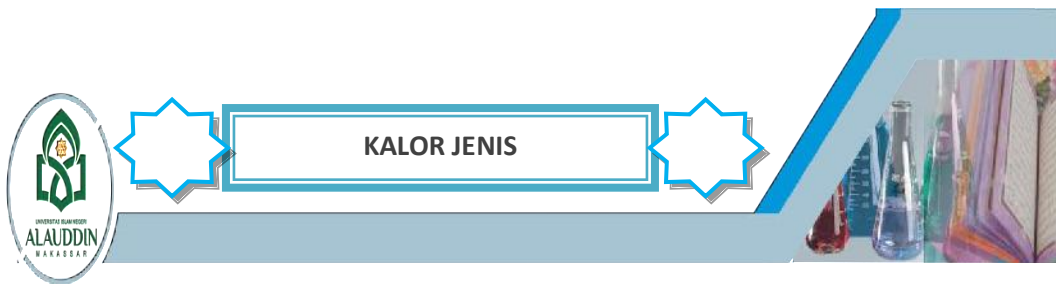 KALOR JENIS
UNIVERSITAS ISLAM NEGERI
ALAUDDIN
MAKASSAR